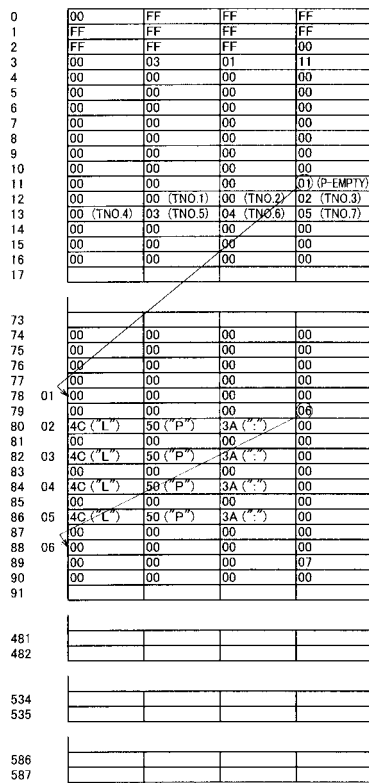 0 00 FF FF FF
1 FF FF FF FF
2 FF FF FF 00
3 00 03 01 11
4 00 00 00 00
5 00 00 00 00
6 00 00 00 00
7 00 00 00 00
8 00 00 00 00
9 00 00 00 00
10 00 00 00 00
11 00 00 00 01 (P-EMPTY)
12 00 00 (TNO.1) 00 (TNO.2) 02 (TNO.3)
13 00 (TNO.4) 03 (TNO.5) 04 (TNO.6) 05 (TNO.7)
14 00 00 00 00
15 00 00 00 00
16 00 00 00 00
17
73
74 00 00 00 00
75 00 00 00 00
76 00 00 00 00
77 00 00 00 00
78 01 00 00 00 00
79 00 00 00 06
80 02 4C ("L") 50 ("P") 3A (":") 00
81 00 00 00 00
82 03 4C ("L") 50 ("P") 3A (":") 00
83 00 00 00 00
84 04 4C ("L") 50 ("P") 3A (":") 00
85 00 00 00 00
86 05 4C ("L") 50 ("P") 3A (":") 00
87 00 00 00 00
88 06 00 00 00 00
89 00 00 00 07
90 00 00 00 00
91
481
482
534
535
586
587